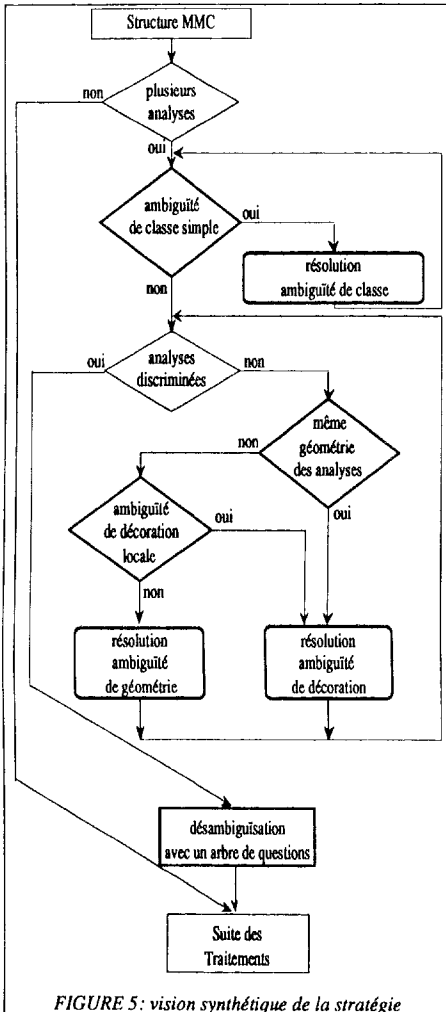 Structure MMC
non
plusieurs
analyses
oui
ambiguïté
de classe simple
oui
résolution
ambiguïté de classe
non
oui
analyses
discriminées
non
même
géométrie
des analyses
non
ambiguïté
de décoration
locale
oui
oui
non
résolution
ambiguïté
de géométrie
résolution
ambiguïté
de décoration
désambiguïsation
avec un arbre de questions
Suite des
Traitements
FIGURE 5: vision synthétique de la stratégie